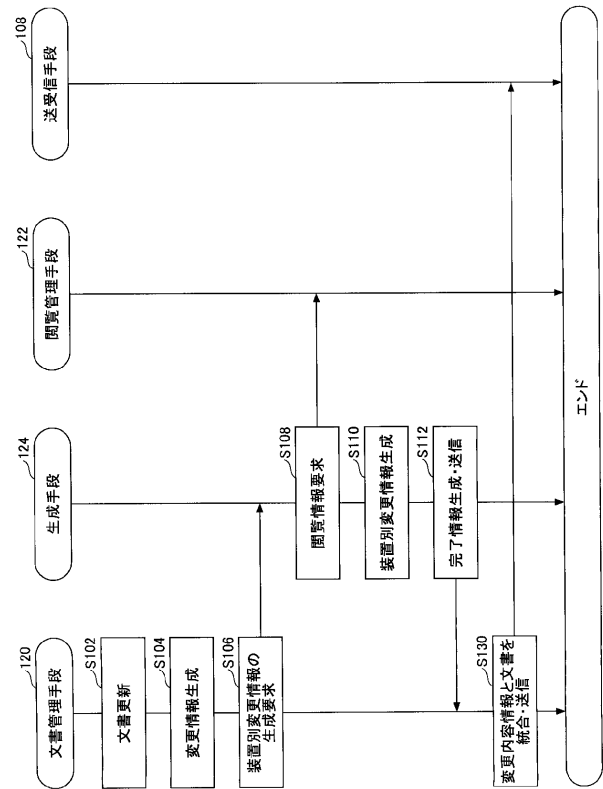 文書管理手段
120
生成手段
124
閲覧管理手段
122
送受信手段
108
文書更新
S102
変更情報生成
S104
装置別変更情報の
生成要求
S106
閲覧情報要求
S108
装置別変更情報生成
S110
完了情報生成・送信
S112
変更内容情報と文書を
統合・送信
S130
エンド